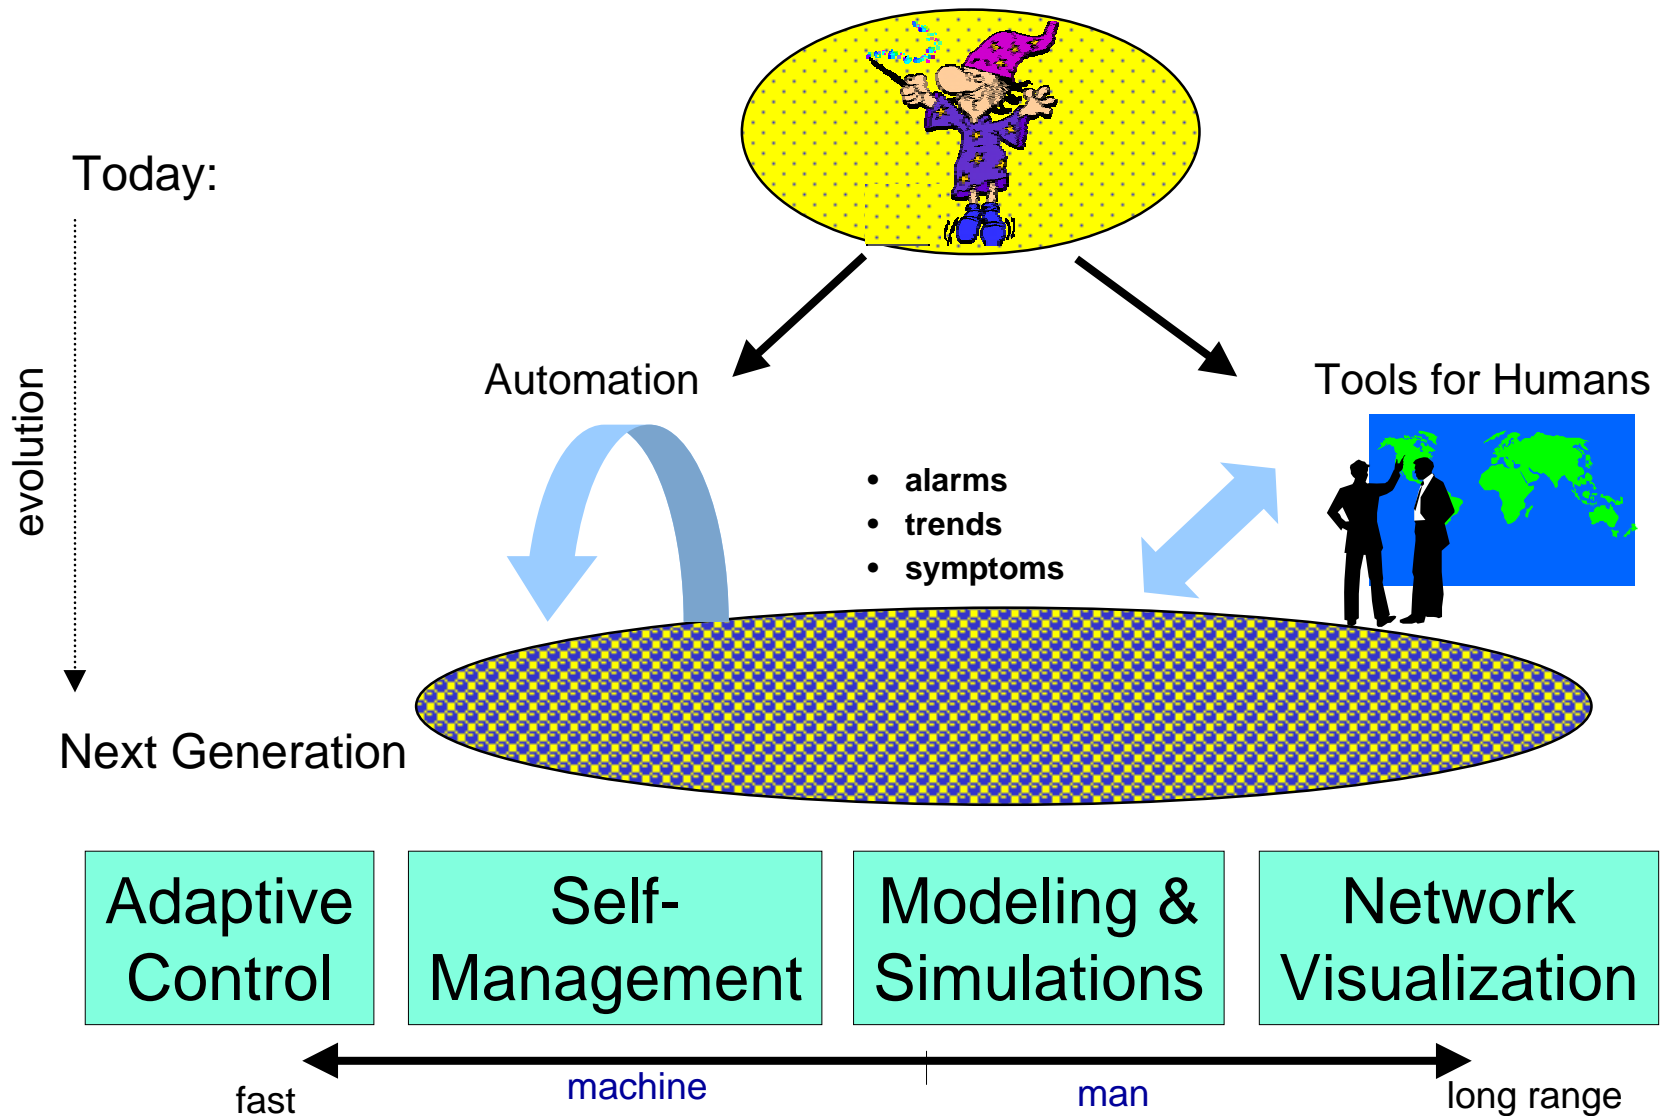 Today:
evolution
Automation
Tools for Humans
• alarms
• trends
• symptoms
Next Generation
Adaptive
Control
Self-
Management
Modeling &
Simulations
Network
Visualization
fast
machine
man
long range